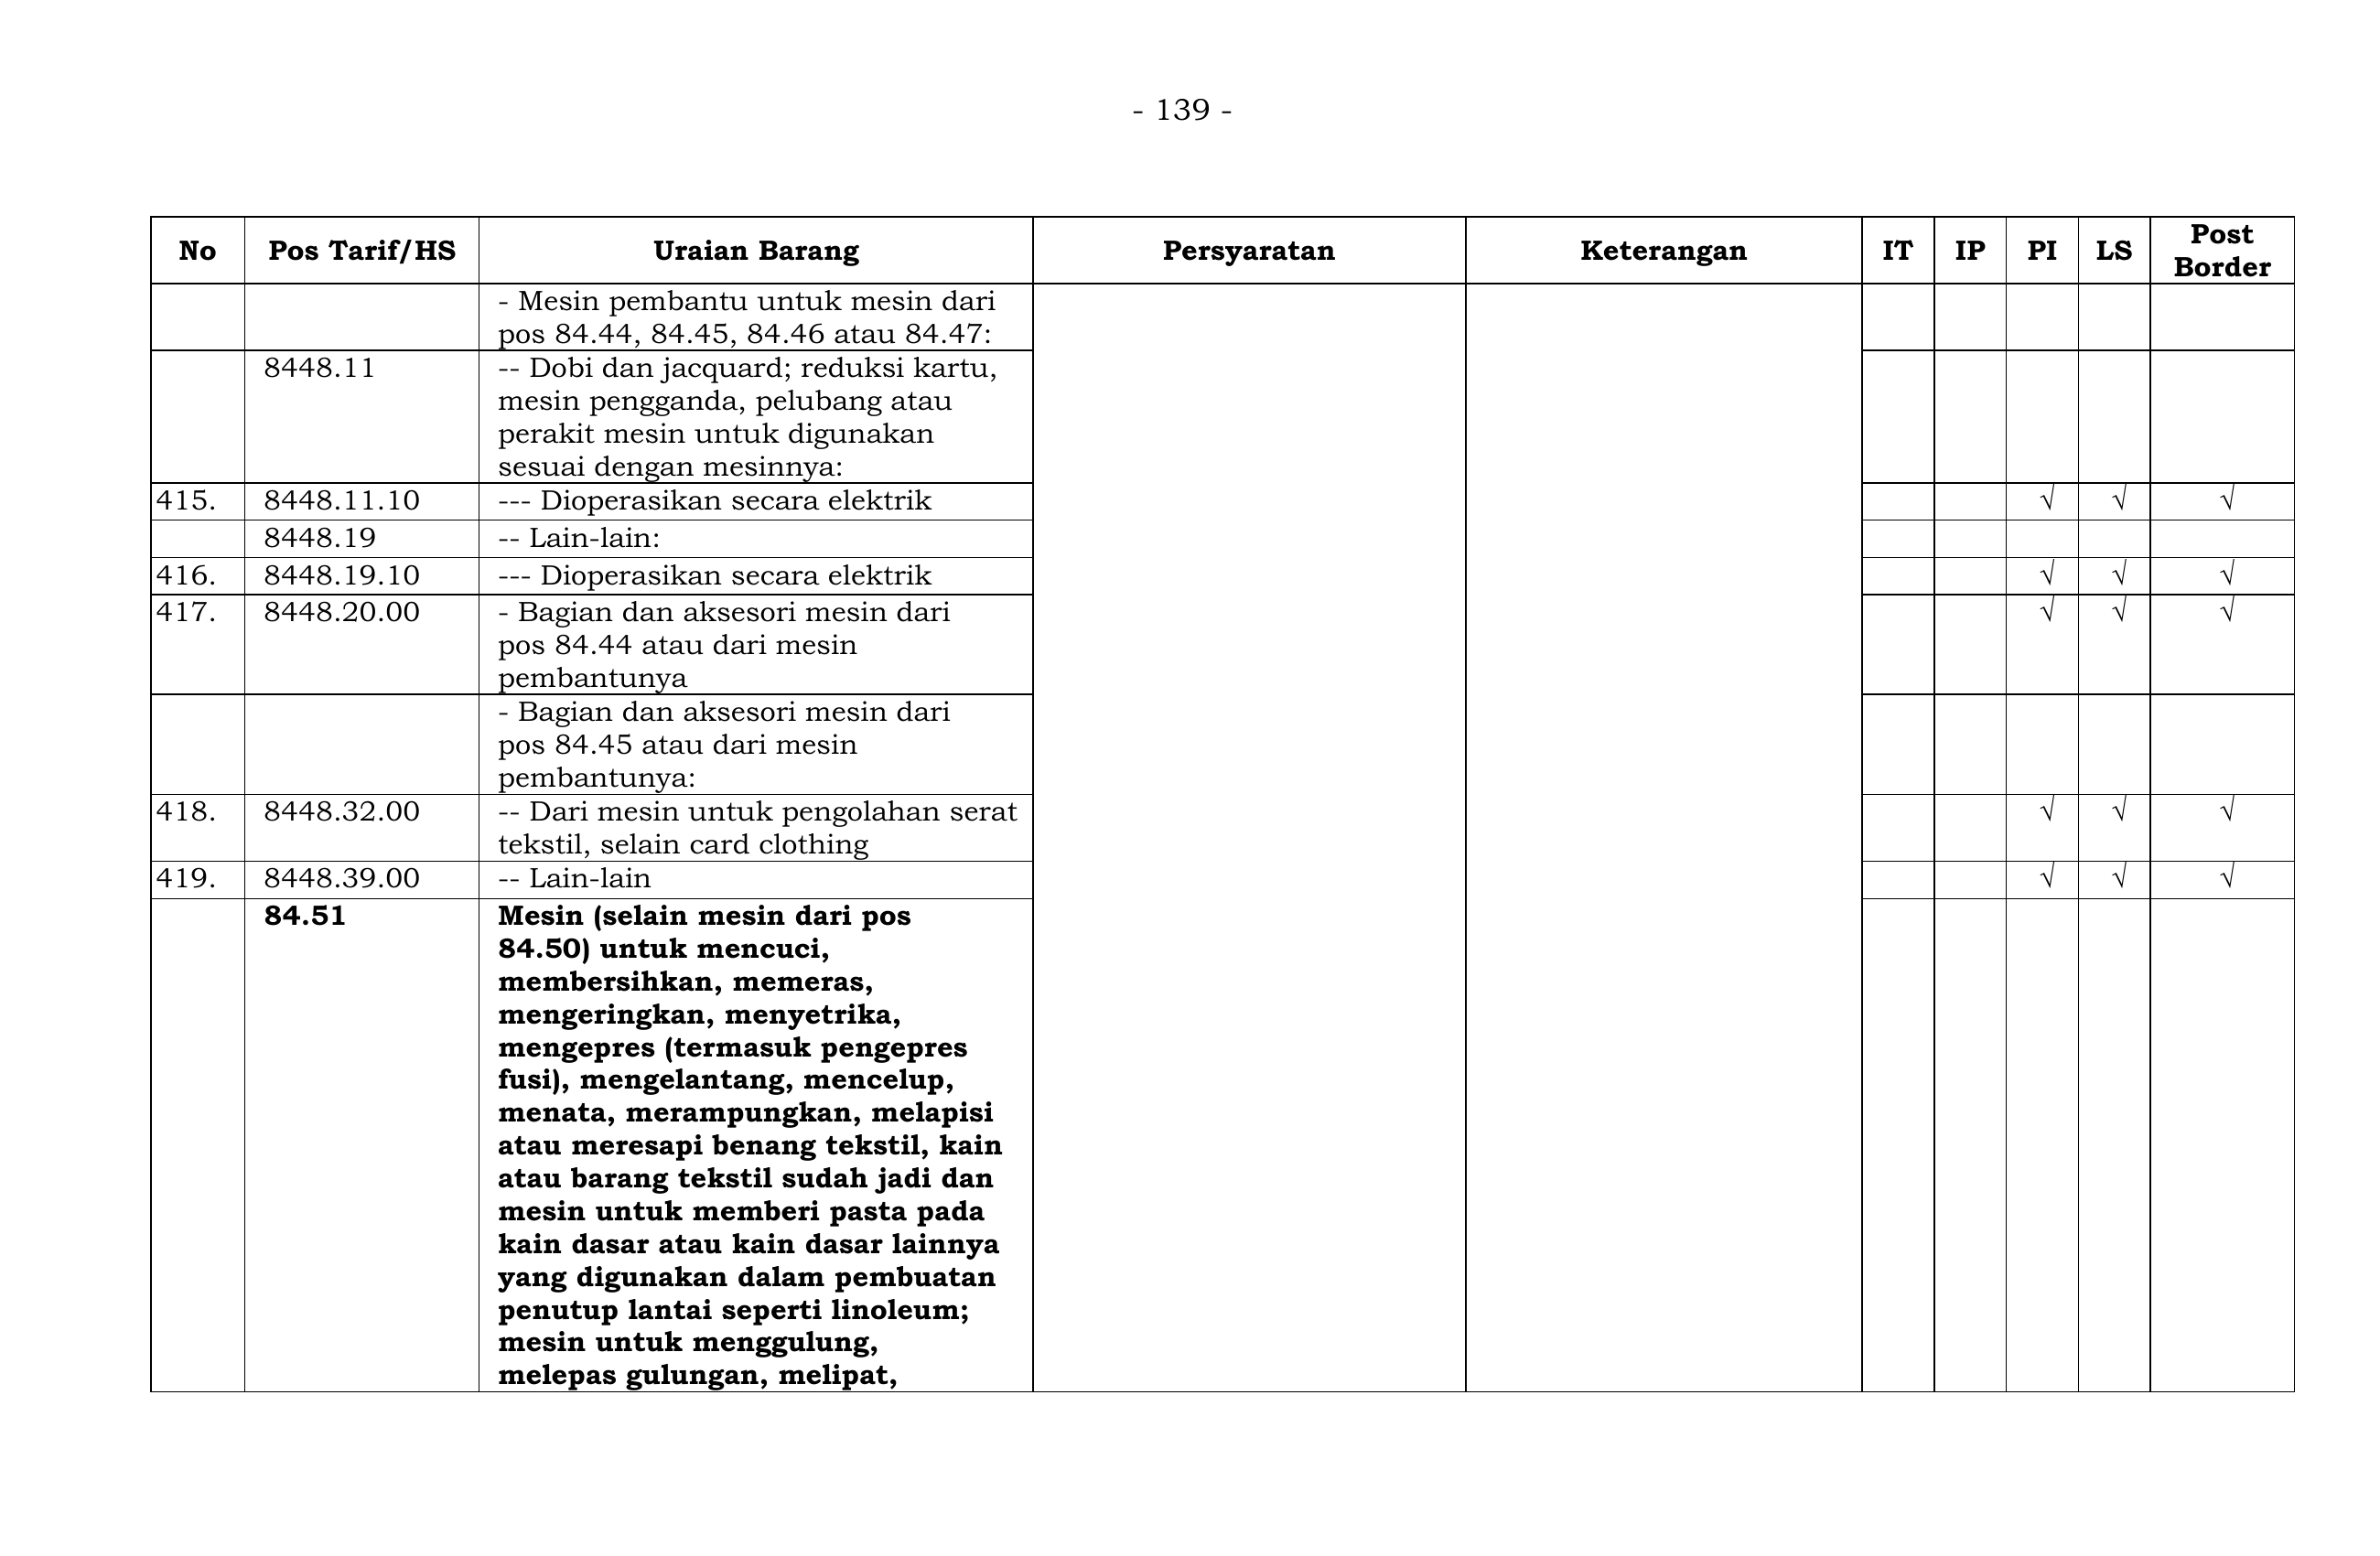 - 139 -
No Pos Tarif/HS Uraian Barang Persyaratan Keterangan IT IP PI LS Post Border
- Mesin pembantu untuk mesin dari
pos 84.44, 84.45, 84.46 atau 84.47:
8448.11 -- Dobi dan jacquard; reduksi kartu,
mesin pengganda, pelubang atau
perakit mesin untuk digunakan
sesuai dengan mesinnya:
415. 8448.11.10 --- Dioperasikan secara elektrik √ √ √
8448.19 -- Lain-lain:
416. 8448.19.10 --- Dioperasikan secara elektrik √ √ √
417. 8448.20.00 - Bagian dan aksesori mesin dari √ √ √
pos 84.44 atau dari mesin
pembantunya
- Bagian dan aksesori mesin dari
pos 84.45 atau dari mesin
pembantunya:
418. 8448.32.00 -- Dari mesin untuk pengolahan serat √ √ √
tekstil, selain card clothing
419. 8448.39.00 -- Lain-lain √ √ √
84.51 Mesin (selain mesin dari pos
84.50) untuk mencuci,
membersihkan, memeras,
mengeringkan, menyetrika,
mengepres (termasuk pengepres
fusi), mengelantang, mencelup,
menata, merampungkan, melapisi
atau meresapi benang tekstil, kain
atau barang tekstil sudah jadi dan
mesin untuk memberi pasta pada
kain dasar atau kain dasar lainnya
yang digunakan dalam pembuatan
penutup lantai seperti linoleum;
mesin untuk menggulung,
melepas gulungan, melipat,